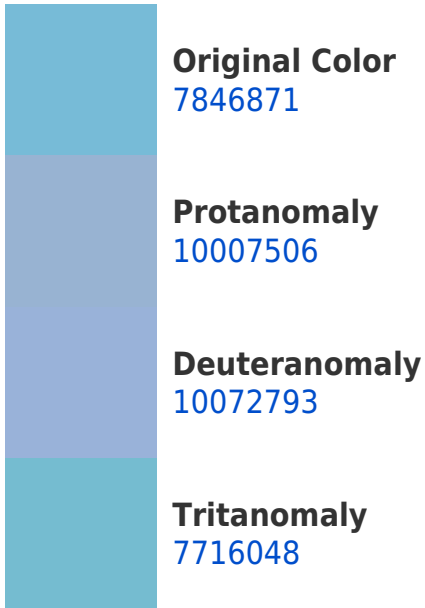 Original Color
7846871
Protanomaly
10007506
Deuteranomaly
10072793
Tritanomaly
7716048